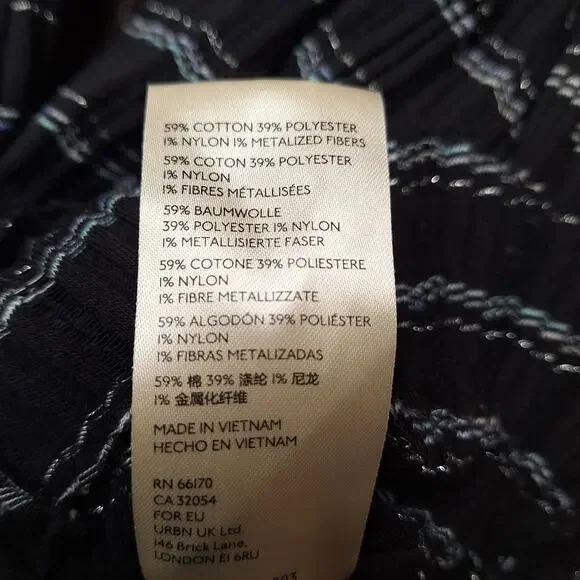 59% COTTON 39% POLYESTER
1% NYLON 1% METALIZED FIBERS
59% COTON 39% POLYESTER
1% NYLON
1% FIBRES MÉTALLISÉES
59% BAUMWOLLE
39% POLYESTER 1% NYLON
1% METALLISIERTE FASER
59% COTONE 39% POLIESTERE
1% NYLON
1% FIBRE METALLIZZATE
59% ALGODÓN 39% POLIÉSTER
1% NYLON
1% FIBRAS METALIZADAS
59% 棉 39% 涤纶 1% 尼龙
1% 金属化纤维
MADE IN VIETNAM
HECHO EN VIETNAM
RN 66170
CA 32054
FOR EU
URBN UK Ltd.
146 Brick Lane,
LONDON E1 6RU